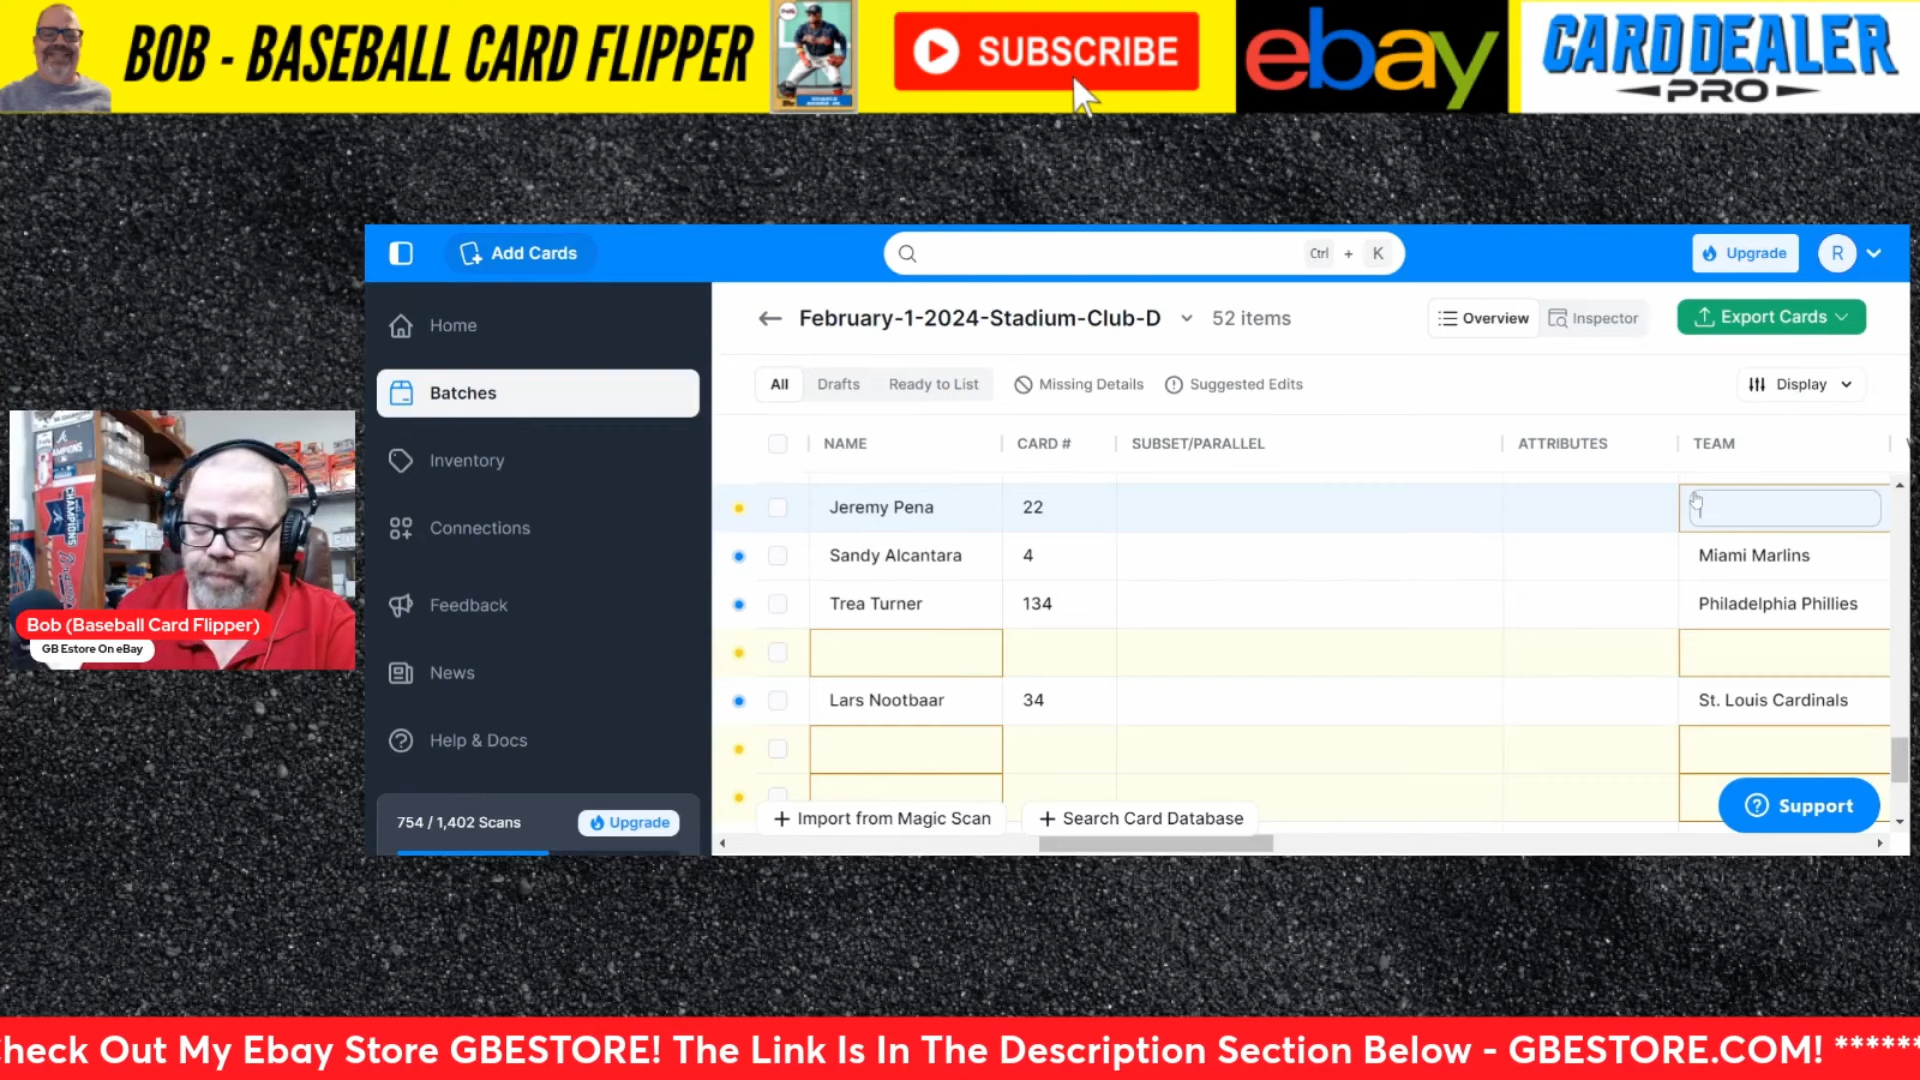 BOB - BASEBALL CARD FLIPPER
SUBSCRIBE
ebay
CARD DEALER
PRO
Add Cards
Ctrl + K
Upgrade
R
Home
Batches
Inventory
Connections
Feedback
News
Help & Docs
754 / 1,402 Scans
Upgrade
February-1-2024-Stadium-Club-D
52 items
Overview
Inspector
Export Cards
All
Drafts
Ready to List
Missing Details
Suggested Edits
Display
NAME CARD # SUBSET/PARALLEL ATTRIBUTES TEAM
Jeremy Pena 22
Sandy Alcantara 4 Miami Marlins
Trea Turner 134 Philadelphia Phillies
Lars Nootbaar 34 St. Louis Cardinals
+ Import from Magic Scan
+ Search Card Database
Support
CHAMPIONS
Bob (Baseball Card Flipper)
GB Estore On eBay
heck Out My Ebay Store GBESTORE! The Link Is In The Description Section Below - GBESTORE.COM! ******